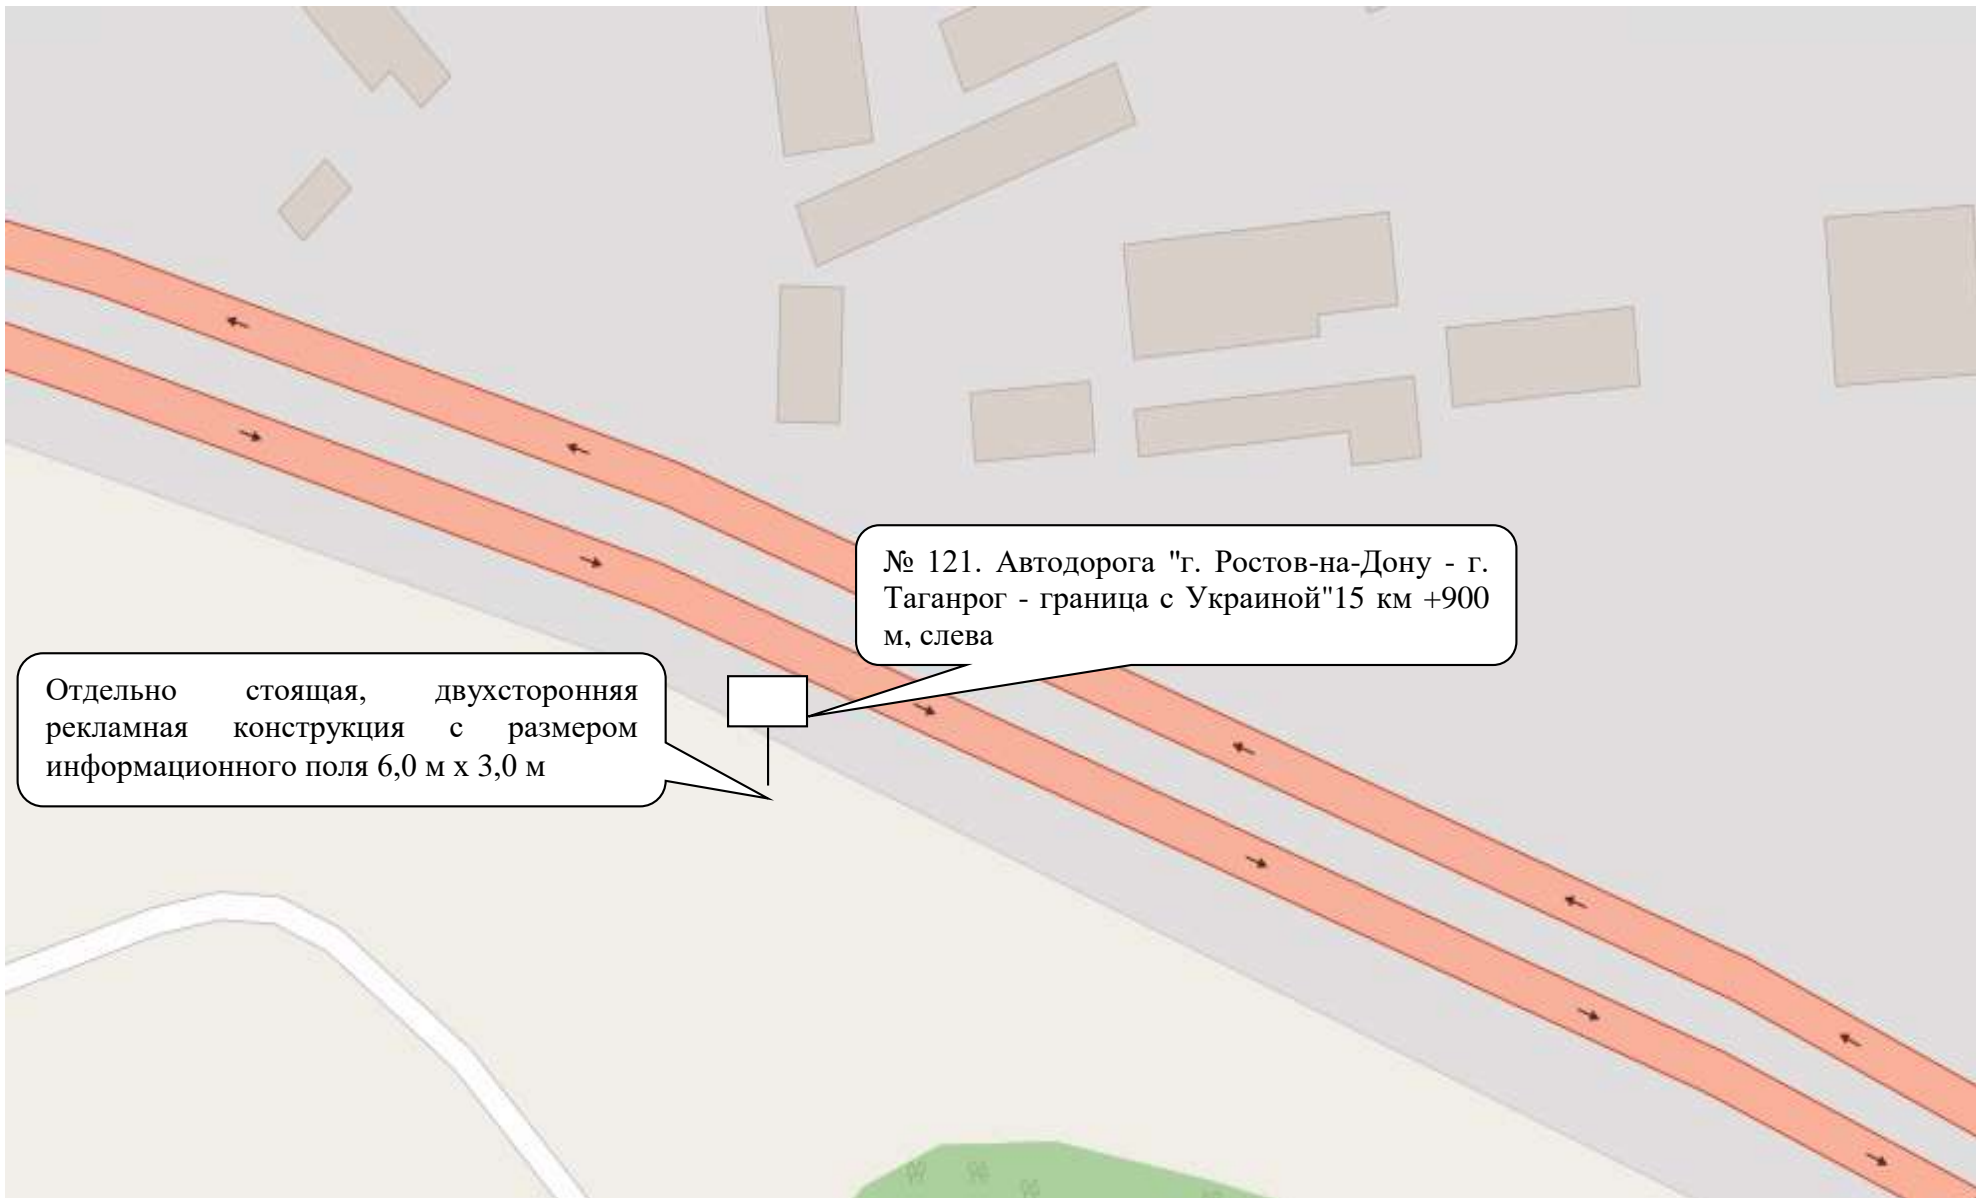 № 121. Автодорога "г. Ростов-на-Дону - г.
Таганрог - граница с Украиной"15 км +900
м, слева
Отдельно стоящая, двухсторонняя
рекламная конструкция с размером
информационного поля 6,0 м х 3,0 м